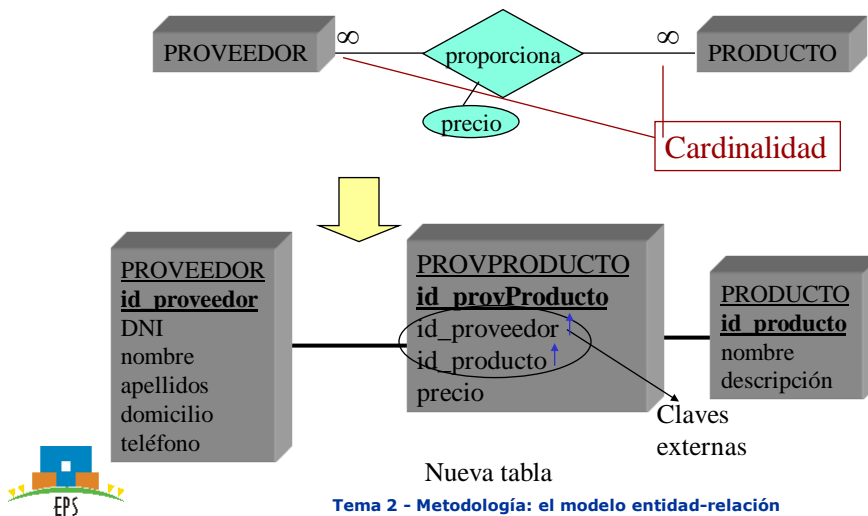 ∞ ∞
PROVEEDOR proporciona PRODUCTO
precio
Cardinalidad
PROVEEDOR
id_proveedor
DNI
nombre
apellidos
domicilio
teléfono
PROVPRODUCTO
id_provProducto
id_proveedor
id_producto
precio
PRODUCTO
id_producto
nombre
descripción
Claves
externas
Nueva tabla
EPS
Tema 2 - Metodología: el modelo entidad-relación